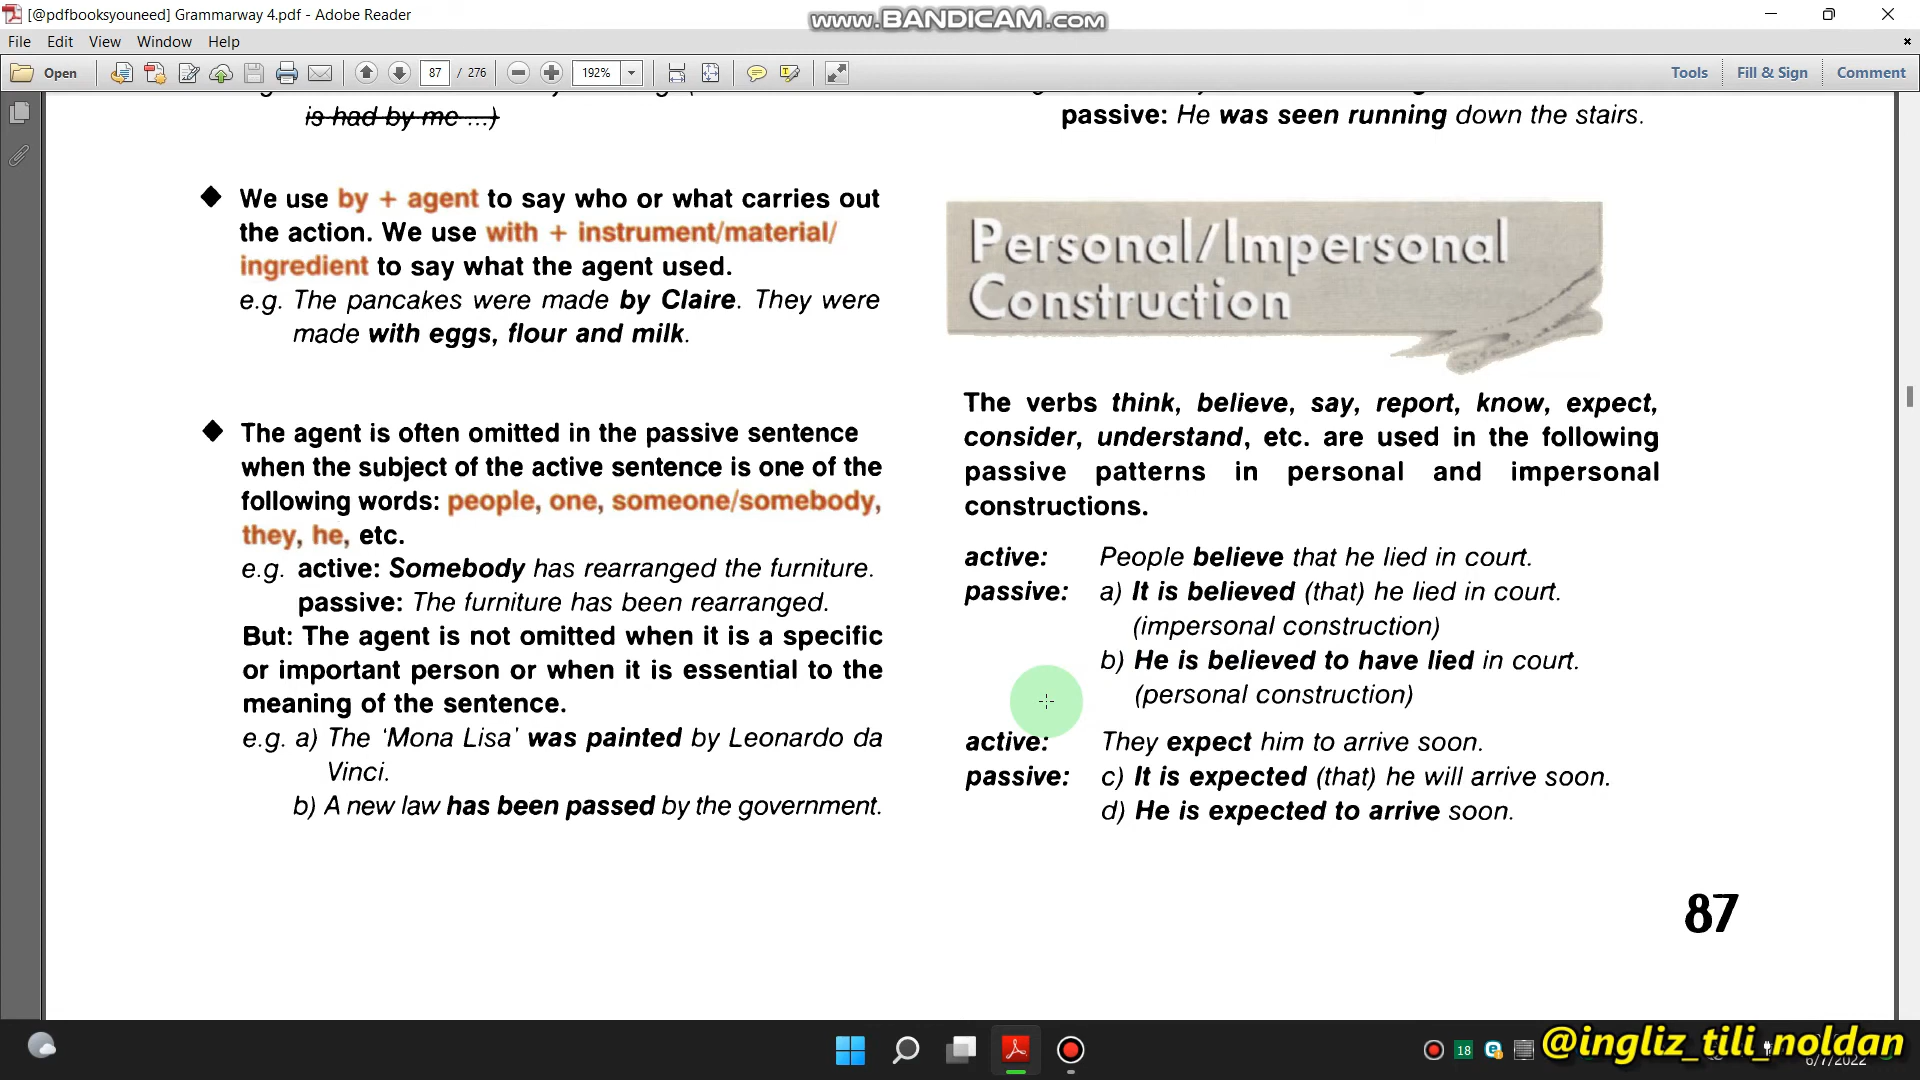 [@pdfbooksyouneed] Grammarway 4.pdf - Adobe Reader
www.BANDICAM.com
File Edit View Window Help
Open 87 / 276 192% Tools Fill & Sign Comment
is had by me ...)
We use by + agent to say who or what carries out
the action. We use with + instrument/material/
ingredient to say what the agent used.
e.g. The pancakes were made by Claire. They were
made with eggs, flour and milk.
The agent is often omitted in the passive sentence
when the subject of the active sentence is one of the
following words: people, one, someone/somebody,
they, he, etc.
e.g. active: Somebody has rearranged the furniture.
passive: The furniture has been rearranged.
But: The agent is not omitted when it is a specific
or important person or when it is essential to the
meaning of the sentence.
e.g. a) The ‘Mona Lisa’ was painted by Leonardo da
Vinci.
b) A new law has been passed by the government.
passive: He was seen running down the stairs.
Personal/Impersonal
Construction
The verbs think, believe, say, report, know, expect,
consider, understand, etc. are used in the following
passive patterns in personal and impersonal
constructions.
active: People believe that he lied in court.
passive: a) It is believed (that) he lied in court.
(impersonal construction)
b) He is believed to have lied in court.
(personal construction)
active: They expect him to arrive soon.
passive: c) It is expected (that) he will arrive soon.
d) He is expected to arrive soon.
87
18
@ingliz_tili_noldan
6/7/2022